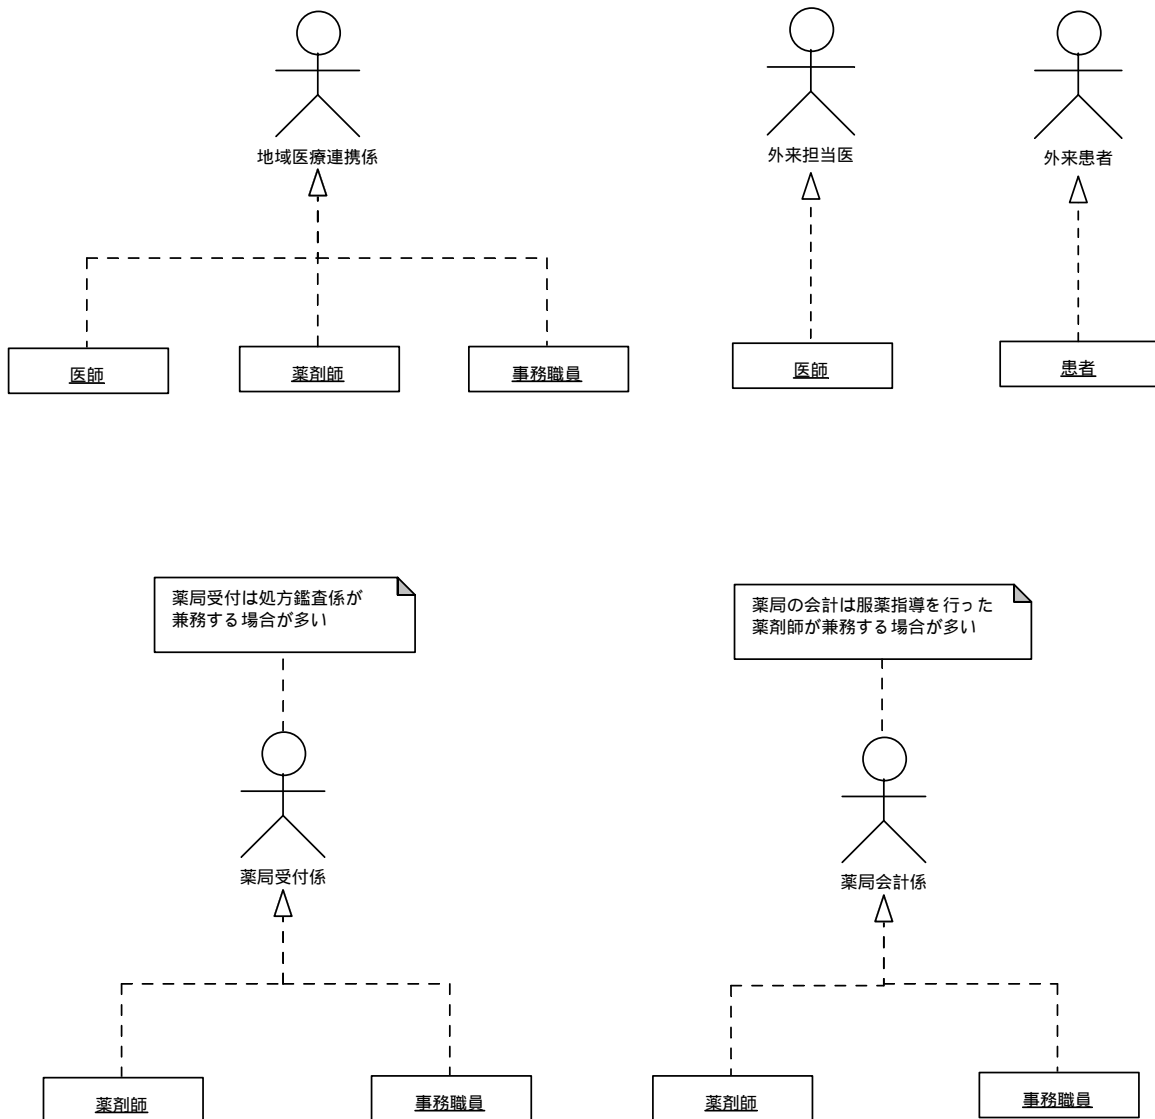 地域医療連携係
外来担当医
外来患者
医師
薬剤師
事務職員
医師
患者
薬局受付は処方鑑査係が
兼務する場合が多い
薬局の会計は服薬指導を行った
薬剤師が兼務する場合が多い
薬局受付係
薬局会計係
薬剤師
事務職員
薬剤師
事務職員